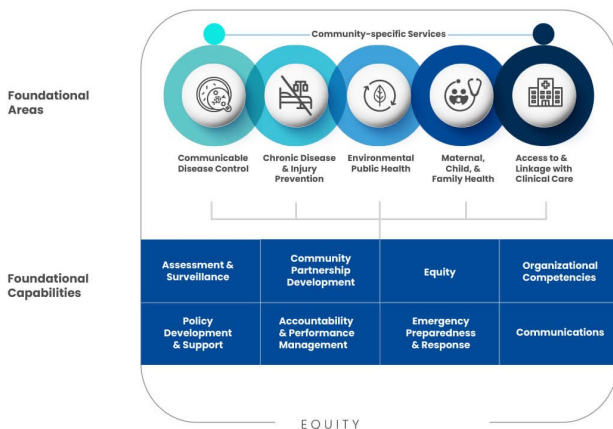 Community-specific Services
Foundational
Areas
Communicable
Disease Control
Chronic Disease
& Injury
Prevention
Environmental
Public Health
Maternal,
Child, &
Family Health
Access to &
Linkage with
Clinical Care
Foundational
Capabilities
Assessment &
Surveillance
Community
Partnership
Development
Equity
Organizational
Competencies
Policy
Development
& Support
Accountability
& Performance
Management
Emergency
Preparedness
& Response
Communications
EQUITY